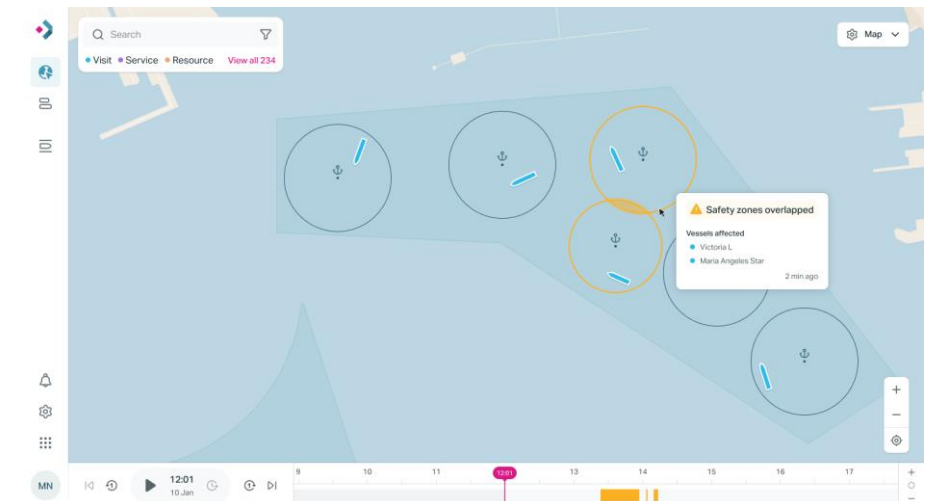 Search
Visit Service Resource View all 234
Map
Safety zones overlapped
Vessels affected
Victoria L
Maria Angeles Star
2 min ago
MN
12:01
10 Jan
9 10 11 12:01 13 14 15 16 17